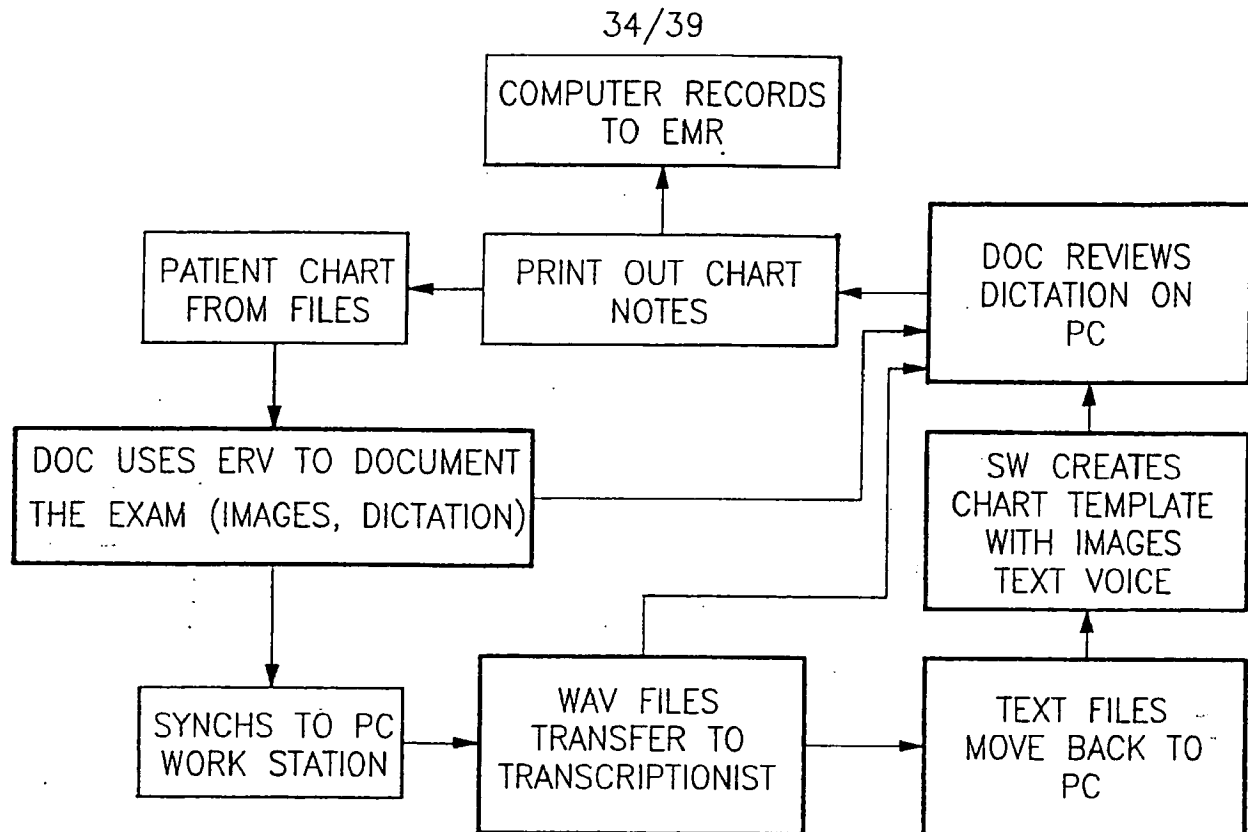 34/39
COMPUTER RECORDS
TO EMR
PATIENT CHART
FROM FILES
PRINT OUT CHART
NOTES
DOC REVIEWS
DICTATION ON
PC
DOC USES ERV TO DOCUMENT
THE EXAM (IMAGES, DICTATION)
SW CREATES
CHART TEMPLATE
WITH IMAGES
TEXT VOICE
SYNCHS TO PC
WORK STATION
WAV FILES
TRANSFER TO
TRANSCRIPTIONIST
TEXT FILES
MOVE BACK TO
PC